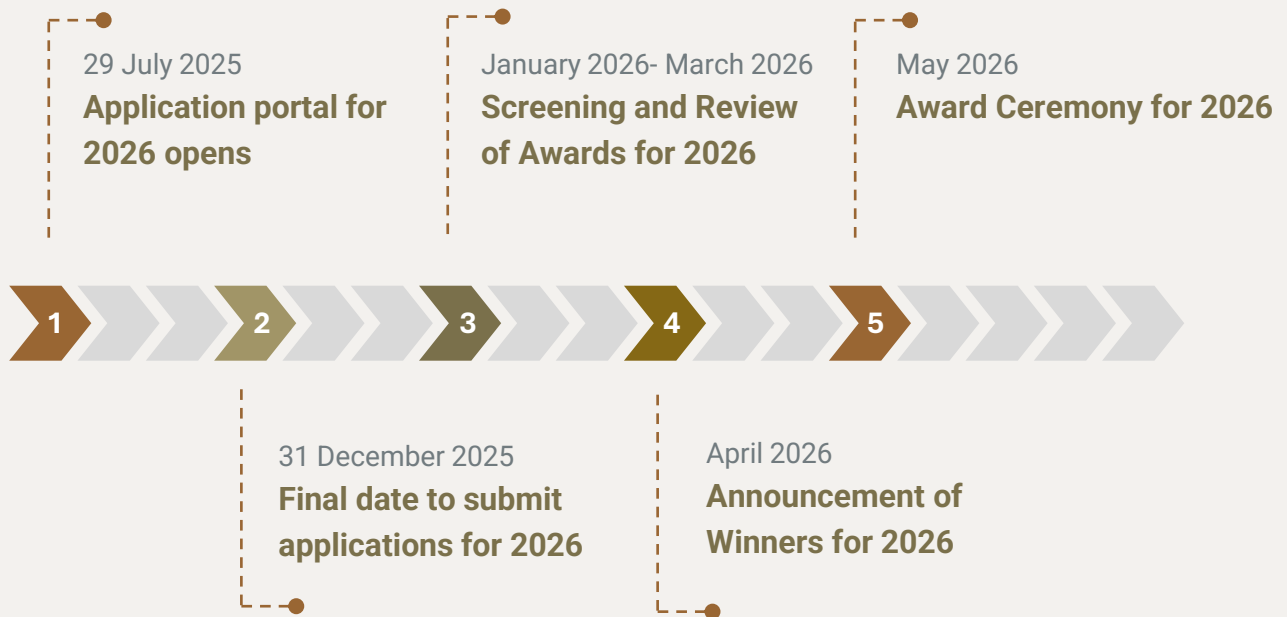 29 July 2025
Application portal for
2026 opens
January 2026- March 2026
Screening and Review
of Awards for 2026
May 2026
Award Ceremony for 2026
1
2
3
4
5
31 December 2025
Final date to submit
applications for 2026
April 2026
Announcement of
Winners for 2026